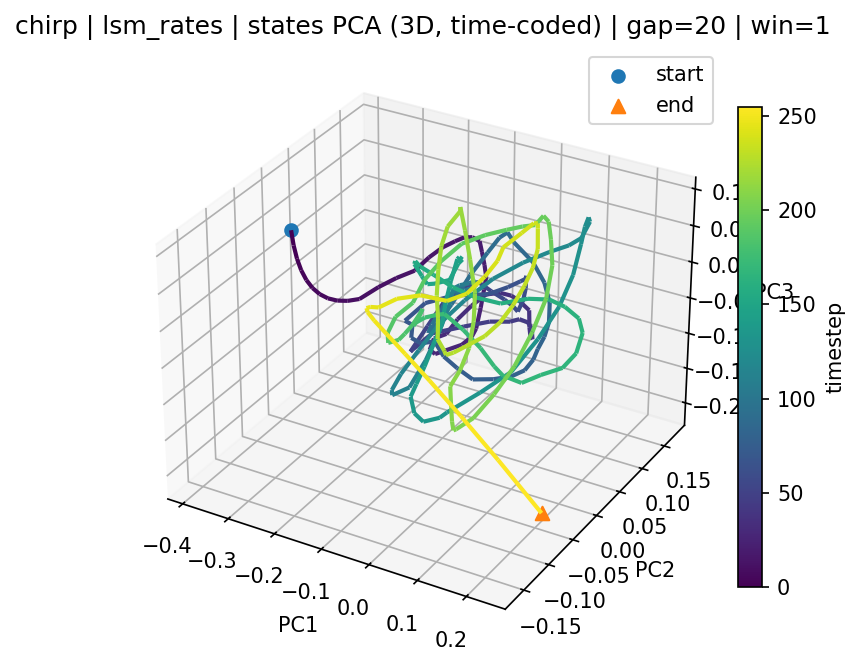 chirp | lsm_rates | states PCA (3D, time-coded) | gap=20 | win=1
start
end
250
200
150
100
50
0
timestep
−0.4
−0.3
−0.2
−0.1
0.0
0.1
0.2
PC1
−0.15
−0.10
−0.05
0.00
0.05
0.10
0.15
PC2
PC3